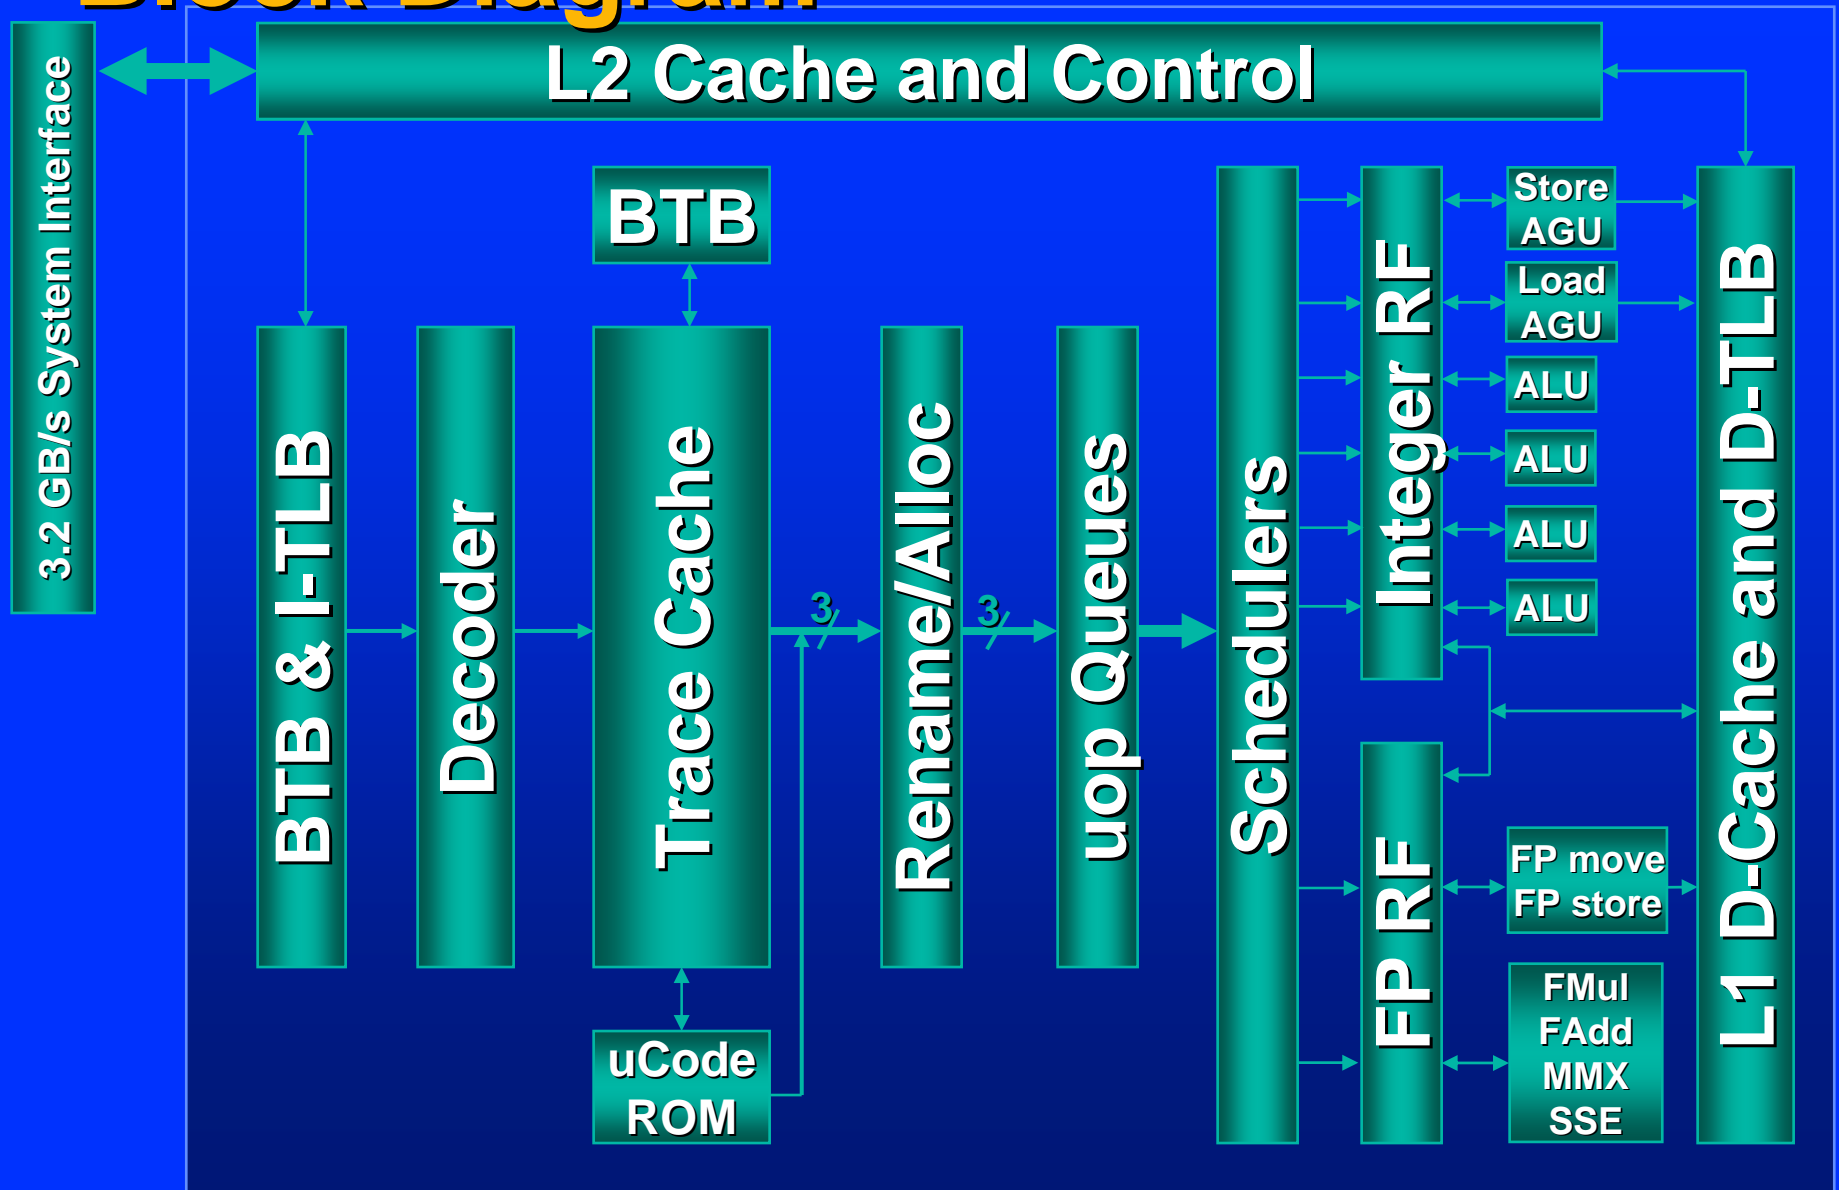 Block Diagram
L2 Cache and Control
3.2 GB/s System Interface
BTB
BTB & I-TLB
Decoder
Trace Cache
3
Rename/Alloc
3
uop Queues
Schedulers
Integer RF
FP RF
Store
AGU
Load
AGU
ALU
ALU
ALU
ALU
FP move
FP store
FMul
FAdd
MMX
SSE
L1 D-Cache and D-TLB
uCode
ROM